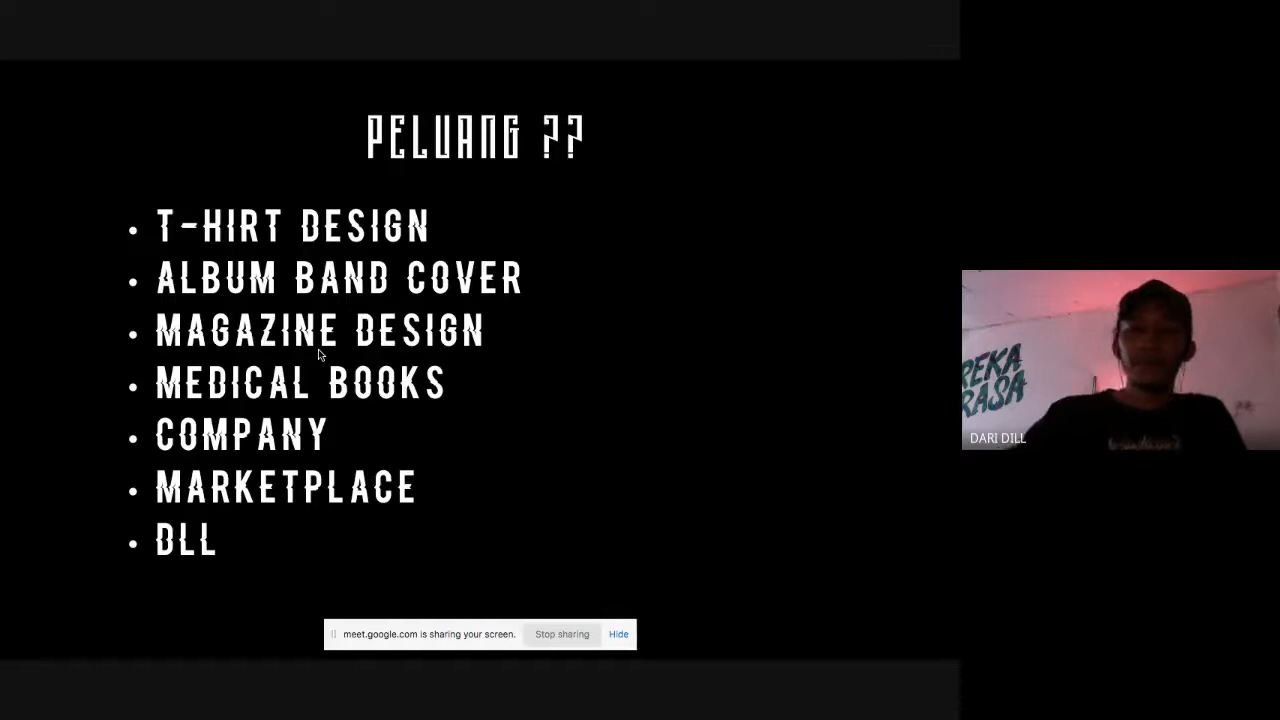 PELUANG ??
• T-HIRT DESIGN
• ALBUM BAND COVER
• MAGAZINE DESIGN
• MEDICAL BOOKS
• COMPANY
• MARKETPLACE
• DLL
REKA
RASA
DARI DILL
meet.google.com is sharing your screen. Stop sharing Hide